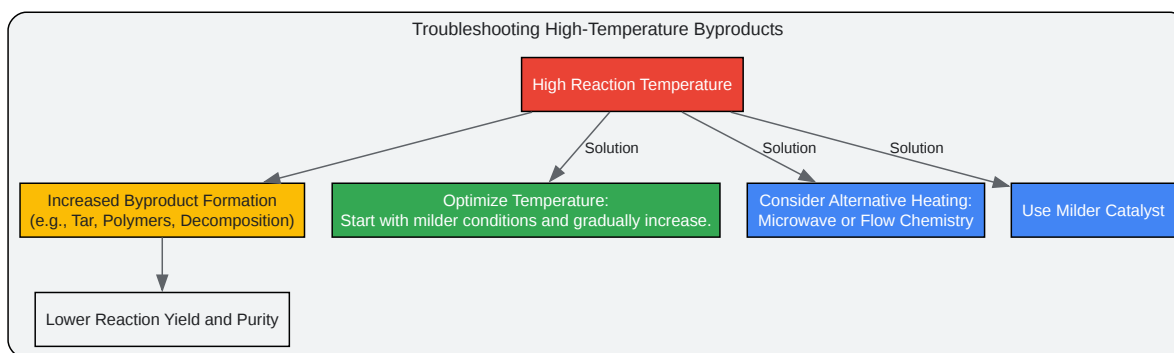 Troubleshooting High-Temperature Byproducts
High Reaction Temperature
Solution
Solution
Solution
Increased Byproduct Formation
(e.g., Tar, Polymers, Decomposition)
Optimize Temperature:
Start with milder conditions and gradually increase.
Consider Alternative Heating:
Microwave or Flow Chemistry
Use Milder Catalyst
Lower Reaction Yield and Purity